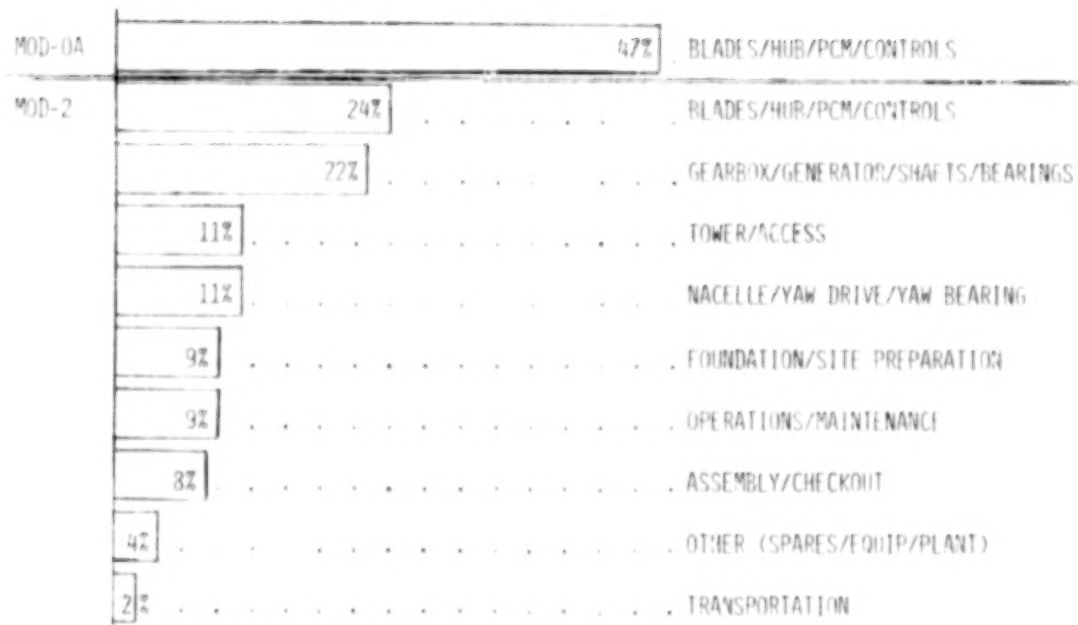 MOD-0A 47% BLADES/HUB/PCM/CONTROLS
MOD-2 24% BLADES/HUB/PCM/CONTROLS
22% GEARBOX/GENERATOR/SHAFTS/BEARINGS
11% TOWER/ACCESS
11% NACELLE/YAW DRIVE/YAW BEARING
9% FOUNDATION/SITE PREPARATION
9% OPERATIONS/MAINTENANCE
8% ASSEMBLY/CHECKOUT
4% OTHER (SPARES/EQUIP/PLANT)
2% TRANSPORTATION